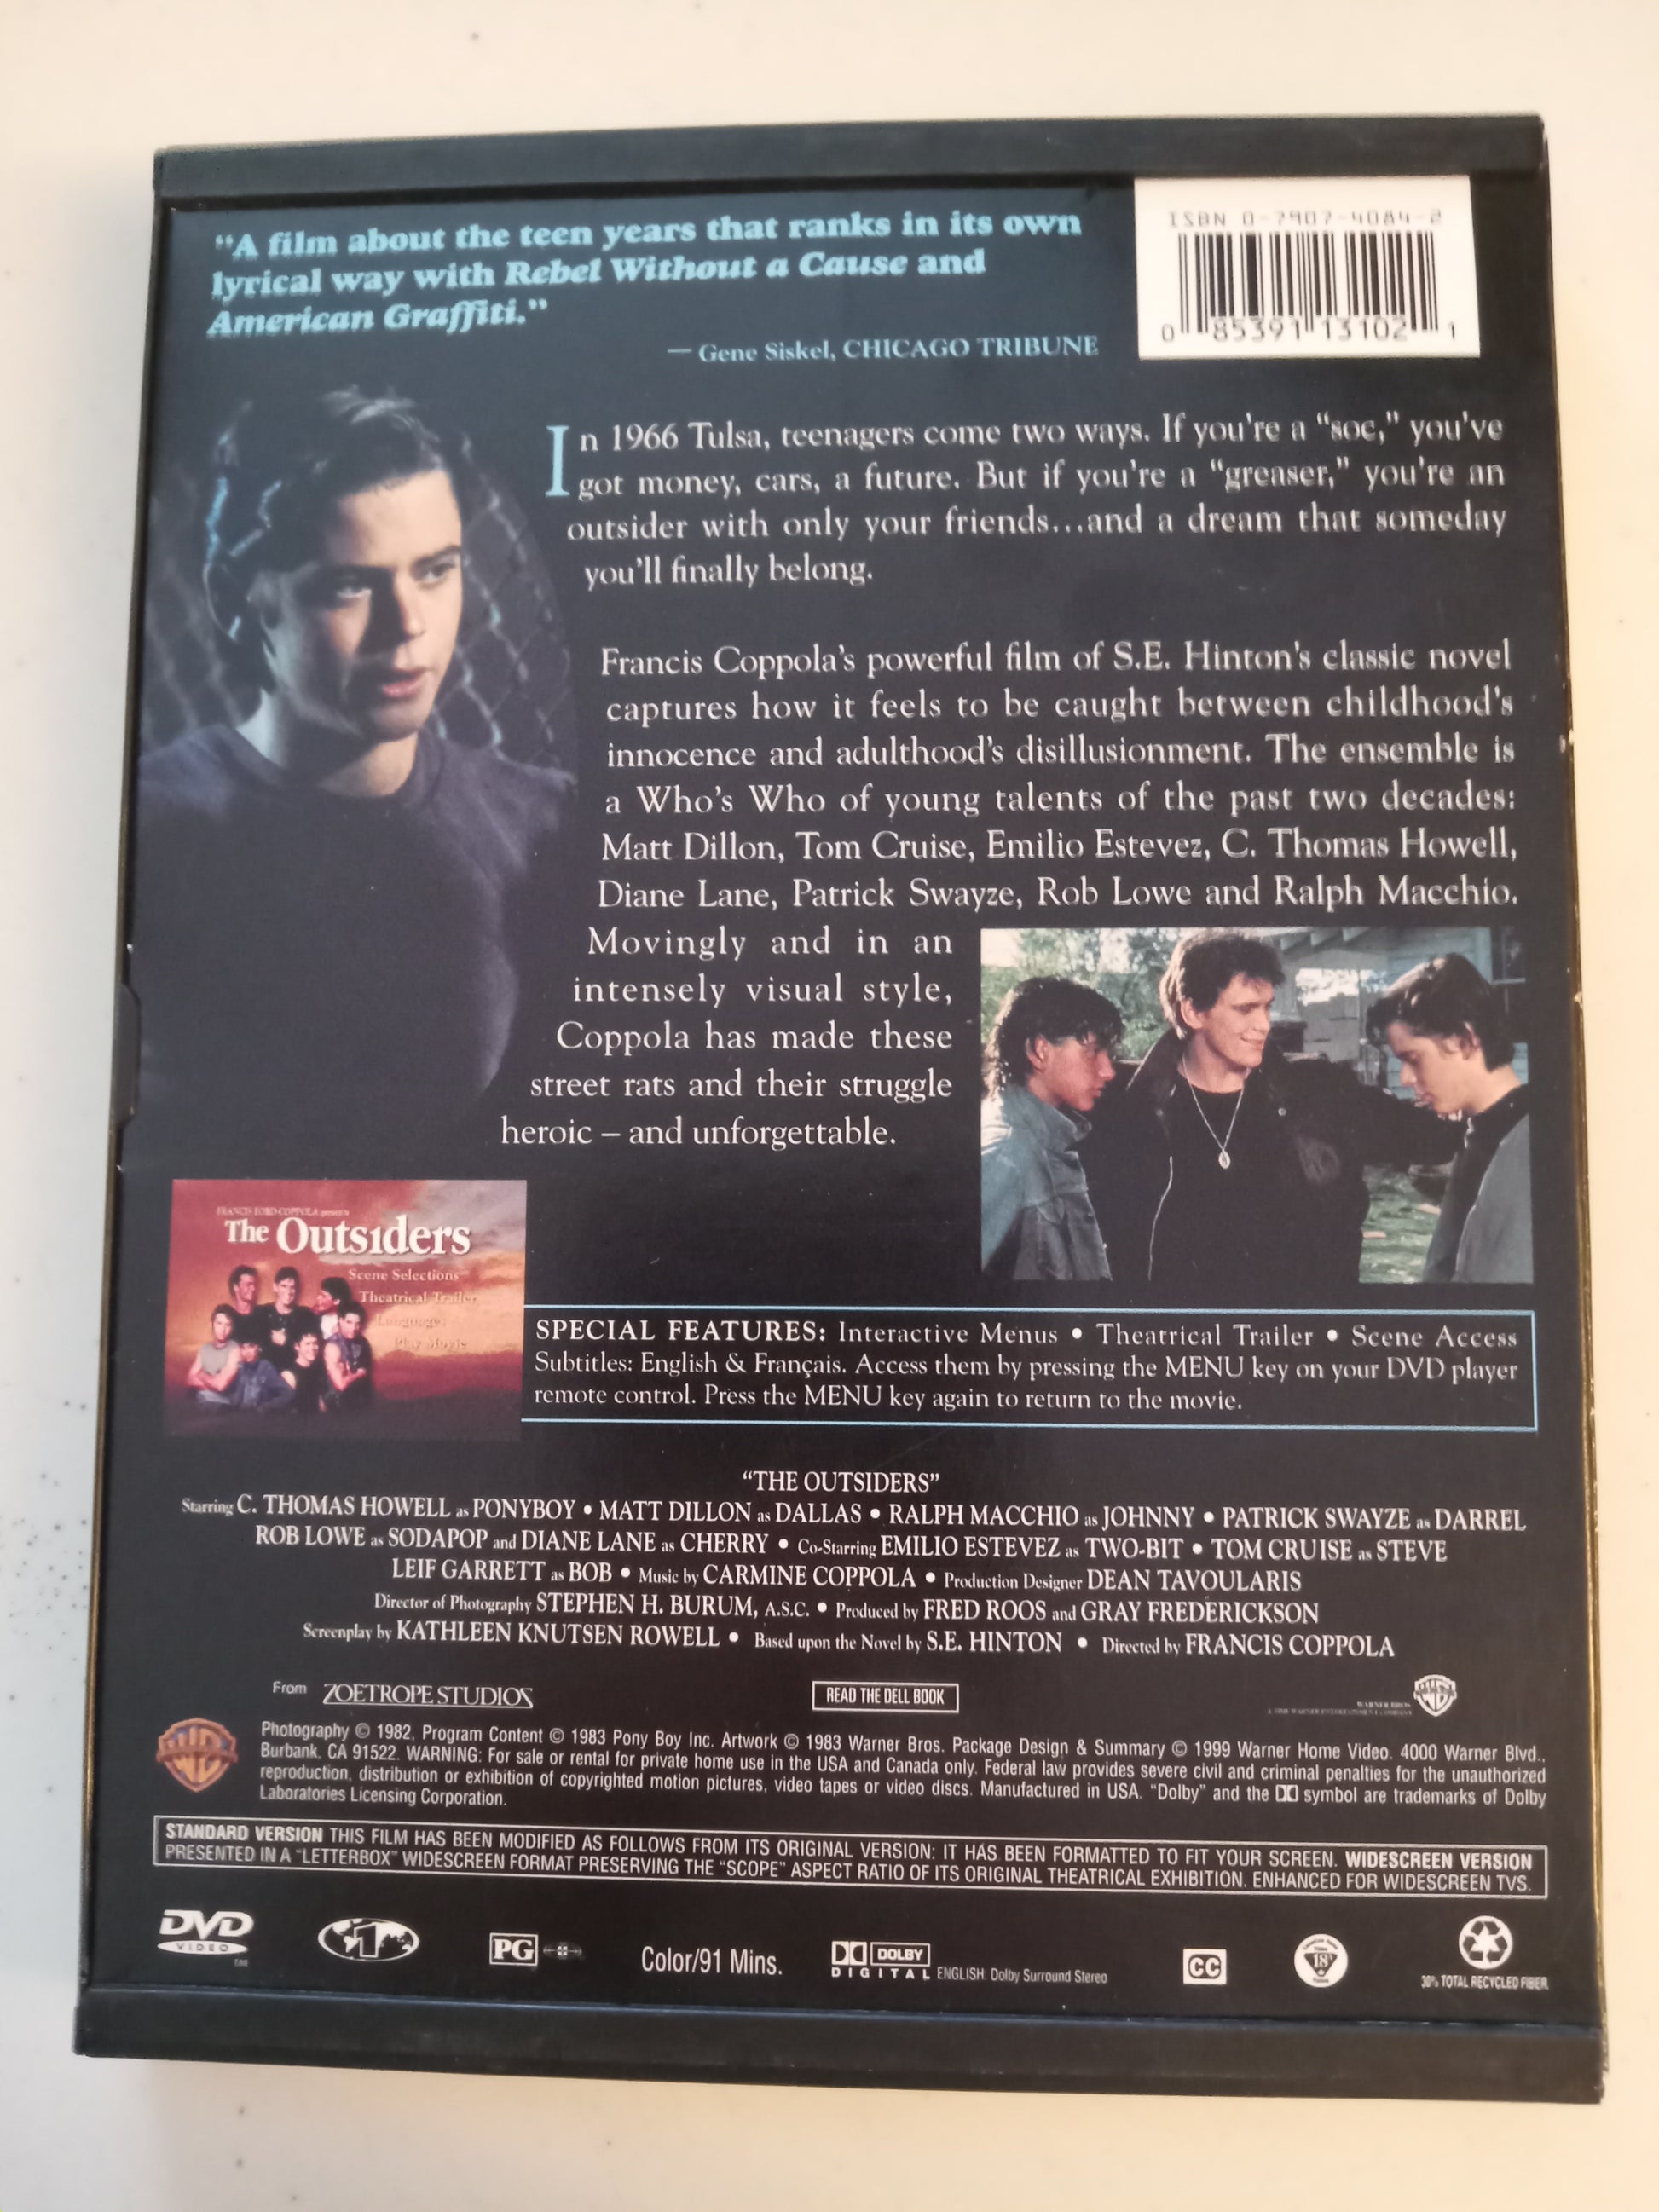 ISBN 0-7907-4084-2
0 85391 13102 1
"A film about the teen years that ranks in its own
lyrical way with Rebel Without a Cause and
American Graffiti."
— Gene Siskel, CHICAGO TRIBUNE
In 1966 Tulsa, teenagers come two ways. If you're a "soc," you've
got money, cars, a future. But if you're a "greaser," you're an
outsider with only your friends...and a dream that someday
you'll finally belong.
Francis Coppola's powerful film of S.E. Hinton's classic novel
captures how it feels to be caught between childhood's
innocence and adulthood's disillusionment. The ensemble is
a Who's Who of young talents of the past two decades:
Matt Dillon, Tom Cruise, Emilio Estevez, C. Thomas Howell,
Diane Lane, Patrick Swayze, Rob Lowe and Ralph Macchio.
Movingly and in an
intensely visual style,
Coppola has made these
street rats and their struggle
heroic – and unforgettable.
FRANCIS FORD COPPOLA presents
The Outsiders
Scene Selections
Theatrical Trailer
Languages
Play Movie
SPECIAL FEATURES: Interactive Menus • Theatrical Trailer • Scene Access
Subtitles: English & Français. Access them by pressing the MENU key on your DVD player
remote control. Press the MENU key again to return to the movie.
"THE OUTSIDERS"
Starring C. THOMAS HOWELL as PONYBOY • MATT DILLON as DALLAS • RALPH MACCHIO as JOHNNY • PATRICK SWAYZE as DARREL
ROB LOWE as SODAPOP and DIANE LANE as CHERRY • Co-Starring EMILIO ESTEVEZ as TWO-BIT • TOM CRUISE as STEVE
LEIF GARRETT as BOB • Music by CARMINE COPPOLA • Production Designer DEAN TAVOULARIS
Director of Photography STEPHEN H. BURUM, A.S.C. • Produced by FRED ROOS and GRAY FREDERICKSON
Screenplay by KATHLEEN KNUTSEN ROWELL • Based upon the Novel by S.E. HINTON • Directed by FRANCIS COPPOLA
From ZOETROPE STUDIOS
READ THE DELL BOOK
WARNER BROS.
A TIME WARNER ENTERTAINMENT COMPANY
Photography © 1982, Program Content © 1983 Pony Boy Inc. Artwork © 1983 Warner Bros. Package Design & Summary © 1999 Warner Home Video. 4000 Warner Blvd.,
Burbank, CA 91522. WARNING: For sale or rental for private home use in the USA and Canada only. Federal law provides severe civil and criminal penalties for the unauthorized
reproduction, distribution or exhibition of copyrighted motion pictures, video tapes or video discs. Manufactured in USA. "Dolby" and the symbol are trademarks of Dolby
Laboratories Licensing Corporation.
STANDARD VERSION THIS FILM HAS BEEN MODIFIED AS FOLLOWS FROM ITS ORIGINAL VERSION: IT HAS BEEN FORMATTED TO FIT YOUR SCREEN. WIDESCREEN VERSION
PRESENTED IN A "LETTERBOX" WIDESCREEN FORMAT PRESERVING THE "SCOPE" ASPECT RATIO OF ITS ORIGINAL THEATRICAL EXHIBITION. ENHANCED FOR WIDESCREEN TVS.
DVD
VIDEO
1
PG
Color/91 Mins.
DOLBY
DIGITAL ENGLISH: Dolby Surround Stereo
CC
18
30% TOTAL RECYCLED FIBER